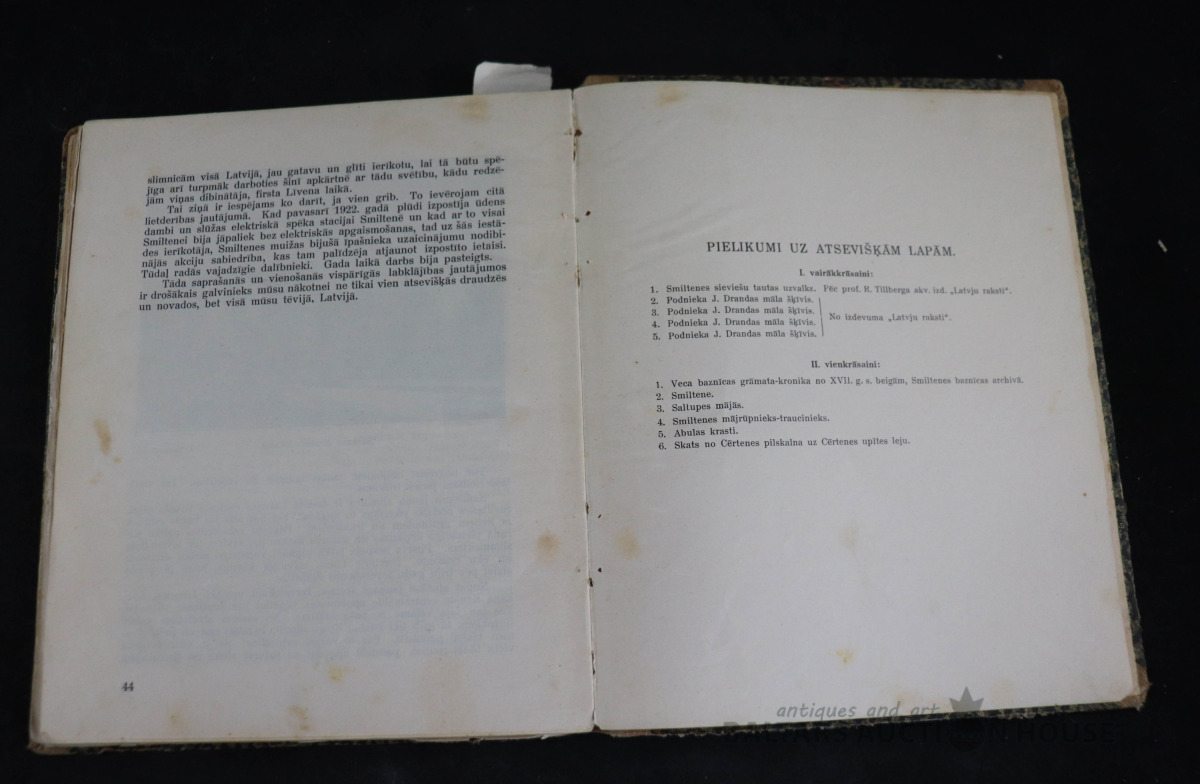 slimnicām visā Latvijā, jau gatavu un glīti ierīkotu, lai tā būtu spē-
jīga arī turpmāk darboties šinī apkārtnē ar tādu svētību, kādu redzē-
jām viņas dibinātāja, firsta Līvena laikā.
Tai ziņā ir iespējams ko darīt, ja vien grib. To ievērojam citā
lietderības jautājumā. Kad pavasarī 1922. gadā plūdi izpostīja ūdens
dambi un slūžas elektriskā spēka stacijai Smiltenē un kad ar to visai
Smiltenei bija jāpaliek bez elektriskās apgaismošanas, tad uz šās iestā-
des ierīkotāja, Smiltenes muižas bijušā īpašnieka uzaicinājumu nodibi-
nājās akciju sabiedrība, kas tam palīdzēja atjaunot izpostīto ietaisi.
Tūdaļ radās vajadzīgie dalībnieki. Gada laikā darbs bija pasteigts.
Tāda saprašanās un vienošanās vispārīgās labklājības jautājumos
ir drošākais galvinieks mūsu nākotnei ne tikai vien atsevišķās draudzēs
un novados, bet visā mūsu tēvijā, Latvijā.
44
PIELIKUMI UZ ATSEVIŠĶĀM LAPĀM.
I. vairākkrāsaini:
1. Smiltenes sieviešu tautas uzvalks. Pēc prof. R. Tillberga akv. izd. „Latvju raksti“.
2. Podnieka J. Drandas māla šķīvis.
3. Podnieka J. Drandas māla šķīvis.
No izdevuma „Latvju raksti“.
4. Podnieka J. Drandas māla šķīvis.
5. Podnieka J. Drandas māla šķīvis.
II. vienkrāsaini:
1. Veca baznīcas grāmata-kronika no XVII. g. s. beigām, Smiltenes baznīcas archivā.
2. Smiltene.
3. Saltupes mājās.
4. Smiltenes mājrūpnieks-traucinieks.
5. Abulas krasti.
6. Skats no Cērtenes pilskalna uz Cērtenes upītes leju.
antiques and art
AUCTION HOUSE